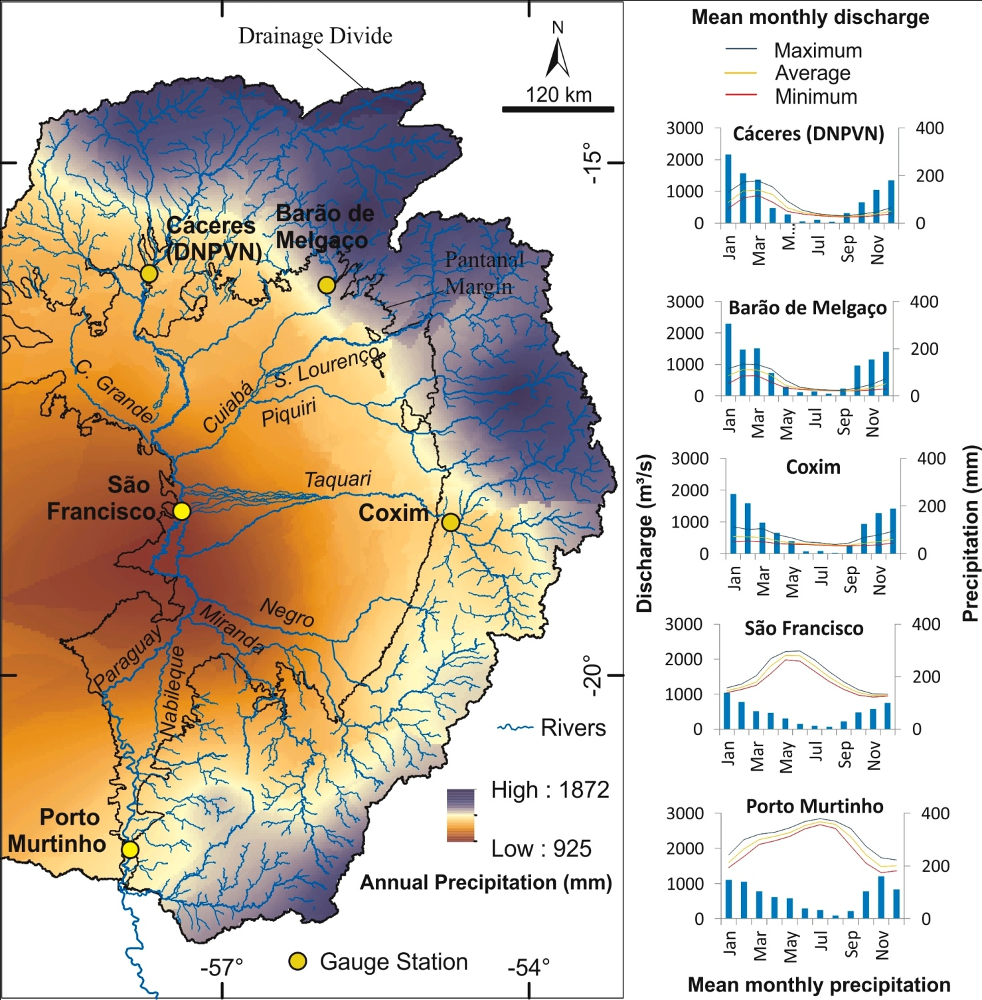 Drainage Divide
N
120 km
-15°
Cáceres
(DNPVN)
Barão de
Melgaço
Pantanal
Margin
C. Grande
Cuiabá
S. Lourenço
Piquiri
Taquari
São
Francisco
Coxim
Negro
Miranda
Paraguay
Nabileque
-20°
Rivers
High : 1872
Low : 925
Annual Precipitation (mm)
Porto
Murtinho
Gauge Station
-57°
-54°
Mean monthly discharge
Maximum
Average
Minimum
Discharge (m³/s)
Precipitation (mm)
Cáceres (DNPVN)
3000
2000
1000
0
400
200
0
Jan
Mar
M...
Jul
Sep
Nov
Barão de Melgaço
3000
2000
1000
0
400
200
0
Jan
Mar
May
Jul
Sep
Nov
Coxim
3000
2000
1000
0
400
200
0
Jan
Mar
May
Jul
Sep
Nov
São Francisco
3000
2000
1000
0
400
200
0
Jan
Mar
May
Jul
Sep
Nov
Porto Murtinho
3000
2000
1000
0
400
200
0
Jan
Mar
May
Jul
Sep
Nov
Mean monthly precipitation